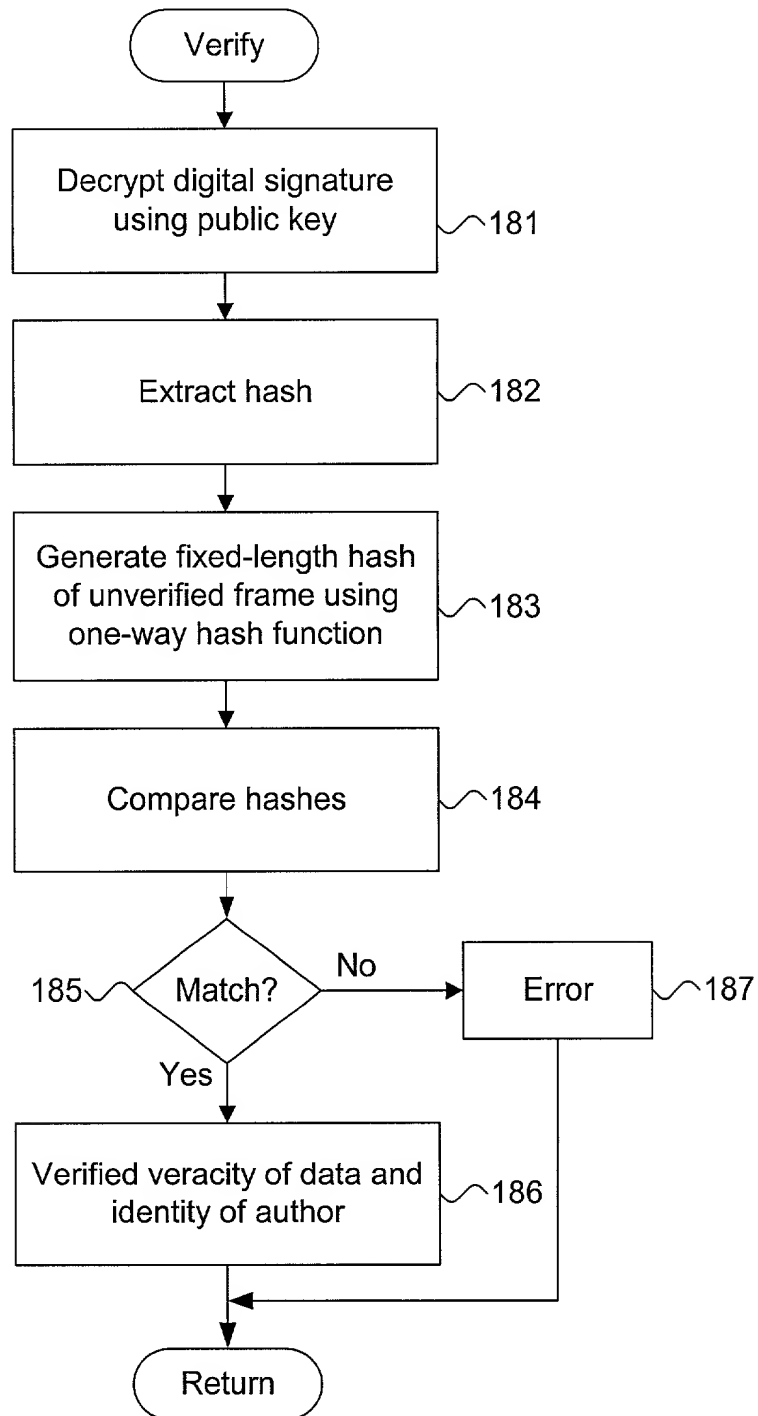 Verify
Decrypt digital signature
using public key
181
Extract hash
182
Generate fixed-length hash
of unverified frame using
one-way hash function
183
Compare hashes
184
185
Match?
No
Error
187
Yes
Verified veracity of data and
identity of author
186
Return